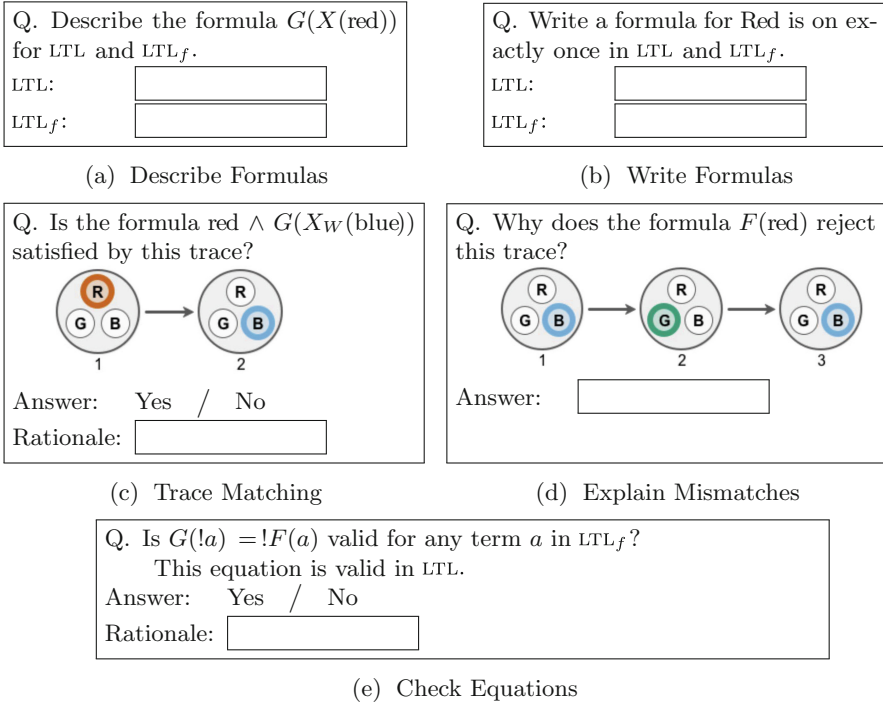 Q. Describe the formula G(X(red))
for LTL and LTLf.
LTL:
LTLf:
(a) Describe Formulas
Q. Write a formula for Red is on ex-
actly once in LTL and LTLf.
LTL:
LTLf:
(b) Write Formulas
Q. Is the formula red ∧ G(XW(blue))
satisfied by this trace?
R
G B
1
R
G B
2
Answer: Yes / No
Rationale:
(c) Trace Matching
Q. Why does the formula F(red) reject
this trace?
R
G B
1
R
G B
2
R
G B
3
Answer:
(d) Explain Mismatches
Q. Is G(!a) =!F(a) valid for any term a in LTLf?
This equation is valid in LTL.
Answer: Yes / No
Rationale:
(e) Check Equations